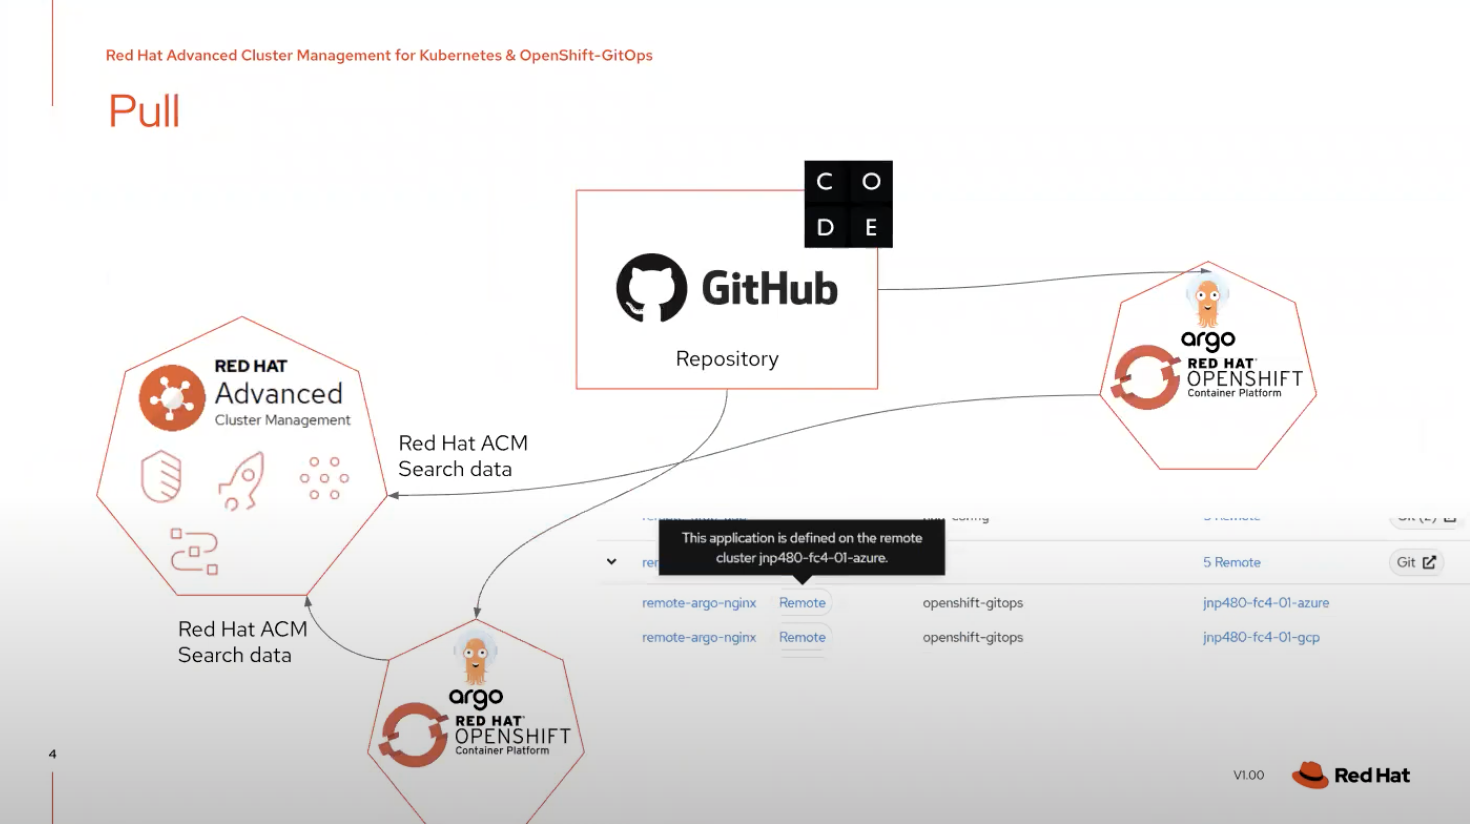 Red Hat Advanced Cluster Management for Kubernetes & OpenShift-GitOps
Pull
C O
D E
GitHub
Repository
argo
RED HAT
OPENSHIFT
Container Platform
RED HAT
Advanced
Cluster Management
Red Hat ACM
Search data
This application is defined on the remote
cluster jnp480-fc4-01-azure.
5 Remote
Git
remote-argo-nginx Remote openshift-gitops jnp480-fc4-01-azure
remote-argo-nginx Remote openshift-gitops jnp480-fc4-01-gcp
Red Hat ACM
Search data
argo
RED HAT
OPENSHIFT
Container Platform
4
V1.00
Red Hat